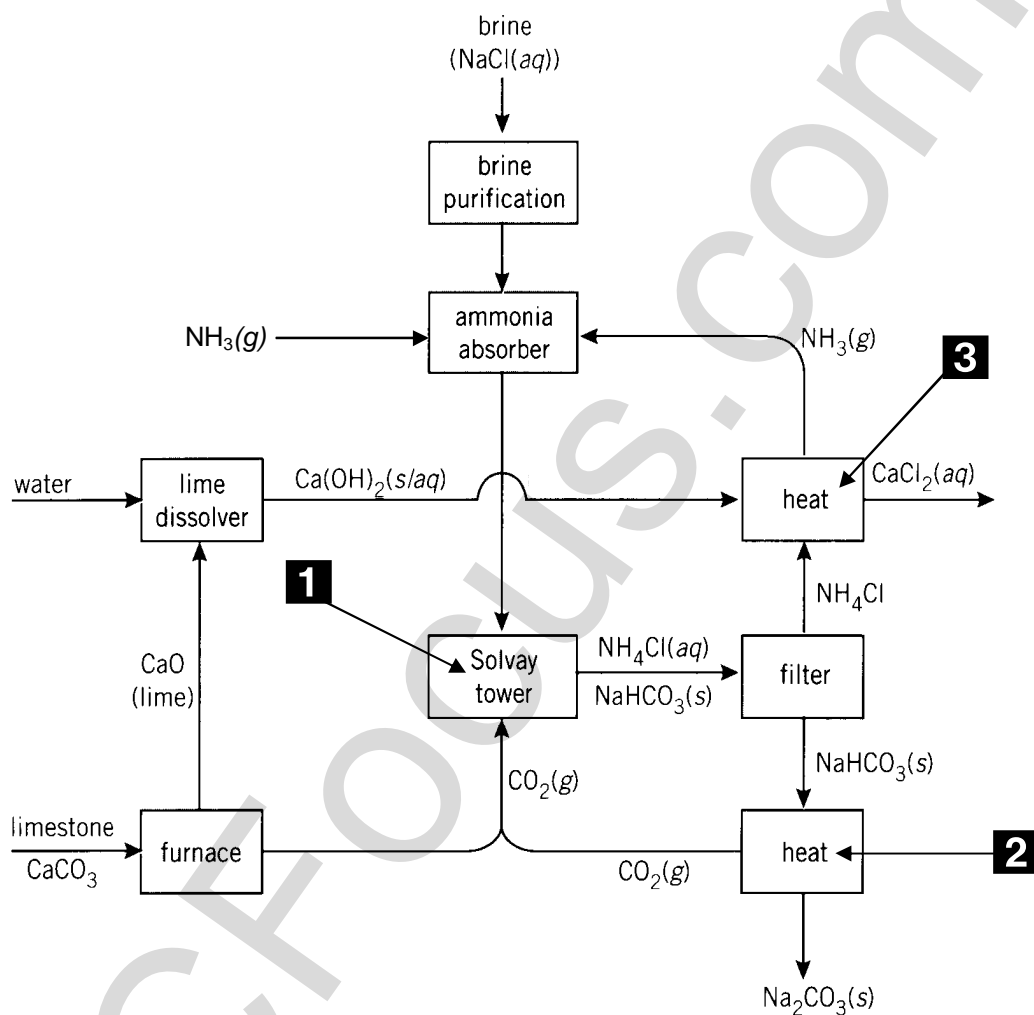 brine
(NaCl(aq))
brine
purification
NH₃(g)
ammonia
absorber
NH₃(g)
3
water
lime
dissolver
Ca(OH)₂(s/aq)
heat
CaCl₂(aq)
1
NH₄Cl
CaO
(lime)
Solvay
tower
NH₄Cl(aq)
NaHCO₃(s)
filter
CO₂(g)
NaHCO₃(s)
limestone
CaCO₃
furnace
CO₂(g)
heat
2
Na₂CO₃(s)
CFocus.com